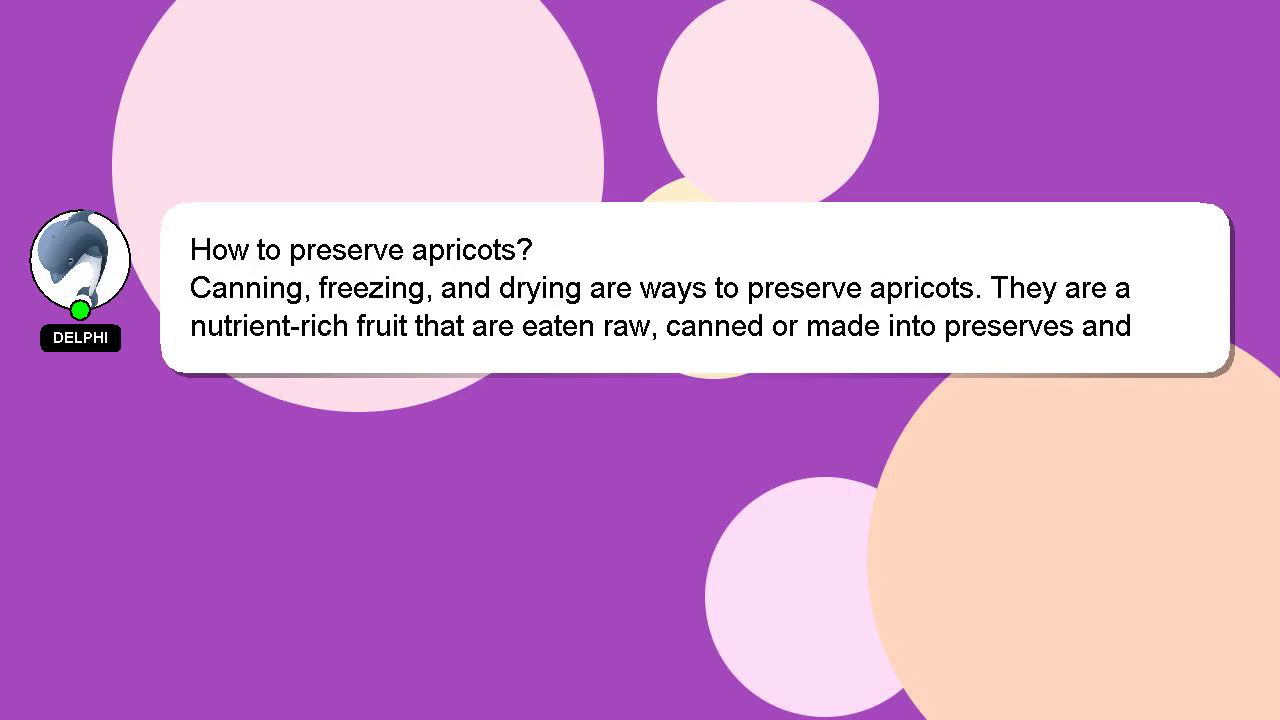 How to preserve apricots?
Canning, freezing, and drying are ways to preserve apricots. They are a
nutrient-rich fruit that are eaten raw, canned or made into preserves and
DELPHI